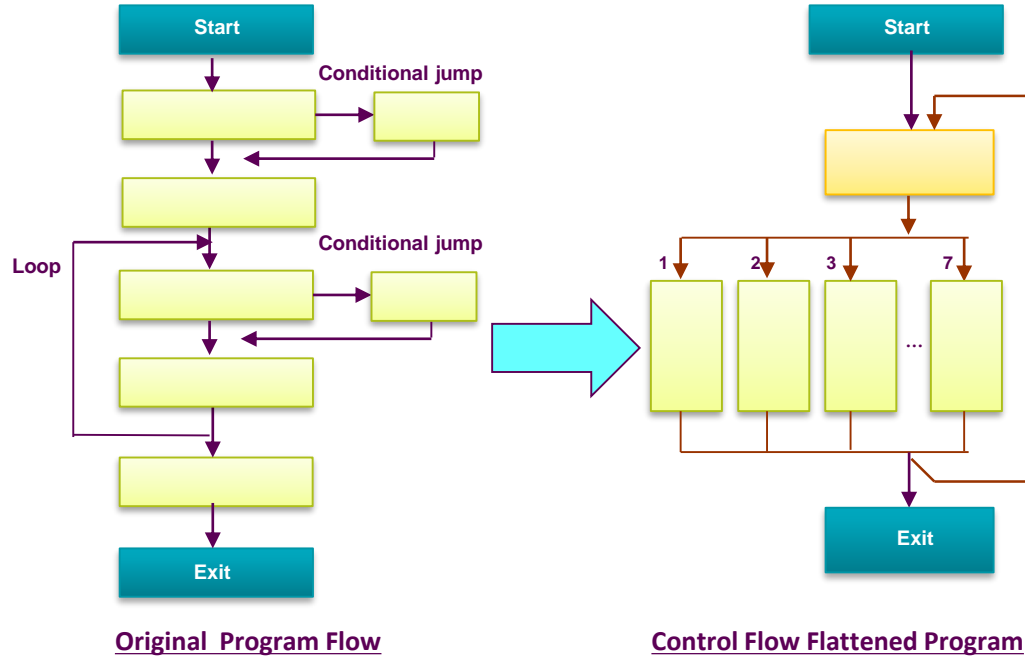 Start
Conditional jump
Loop
Conditional jump
Exit
Original Program Flow
Start
1 2 3 7
...
Exit
Control Flow Flattened Program